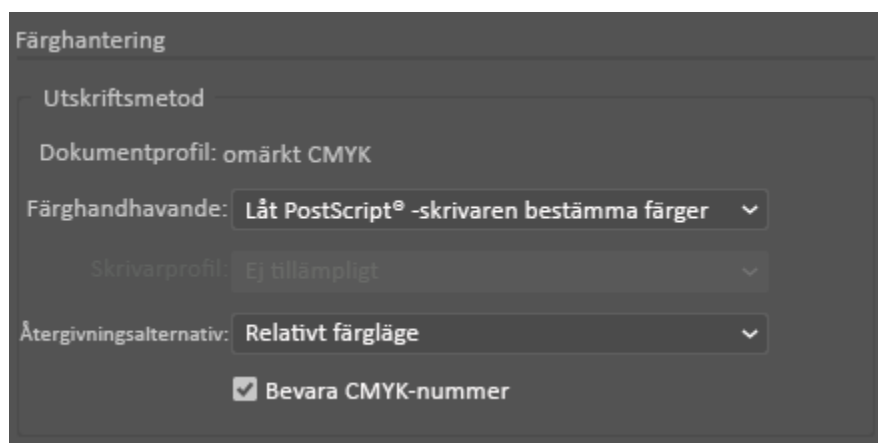 Färghantering
Utskriftsmetod
Dokumentprofil: omärkt CMYK
Färghandhavande: Låt PostScript® -skrivaren bestämma färger
Skrivarprofil: Ej tillämpligt
Återgivningsalternativ: Relativt färgläge
Bevara CMYK-nummer